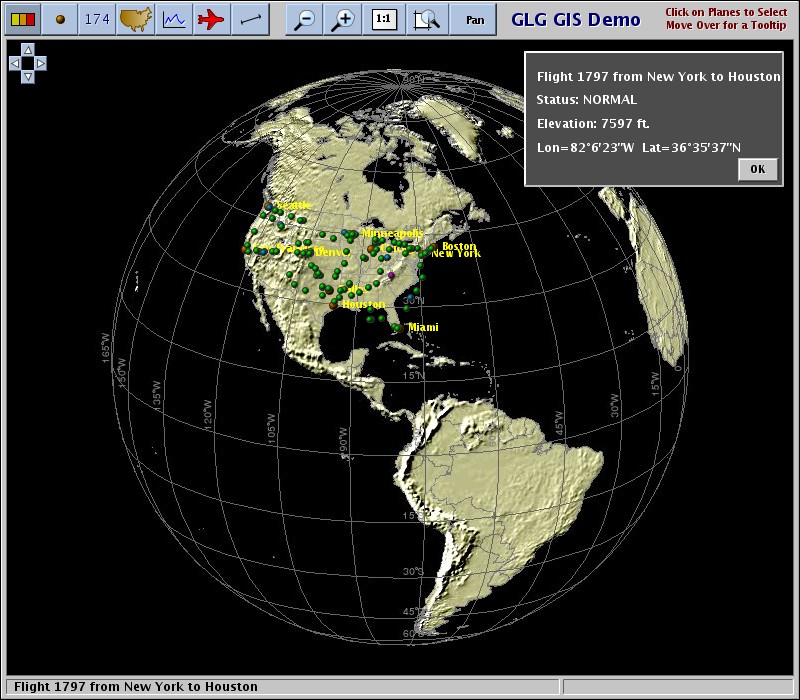 174
1:1
Pan
GLG GIS Demo
Click on Planes to Select
Move Over for a Tooltip
Flight 1797 from New York to Houston
Status: NORMAL
Elevation: 7597 ft.
Lon=82°6'23"W Lat=36°35'37"N
OK
Seattle
Minneapolis
Boston
New York
Denver
Houston
30°N
Miami
15°N
165°W
150°W
135°W
120°W
105°W
90°W
45°W
30°W
15°W
0°
15°S
30°S
45°S
60°S
Flight 1797 from New York to Houston